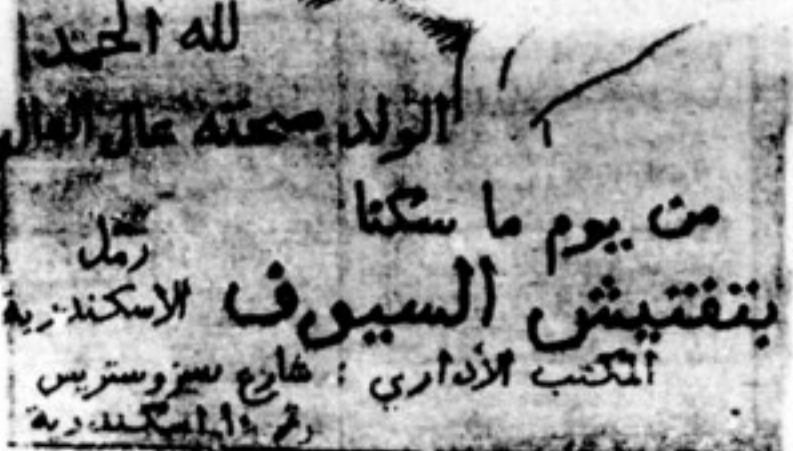 لله الحمد
الولد صحته عال العال
من يوم ما سكنا
بتفتيش السيوف
رمل
الاسكندرية
المكتب الأداري : شارع سيزوستريس
رقم ١٠ اسكندرية